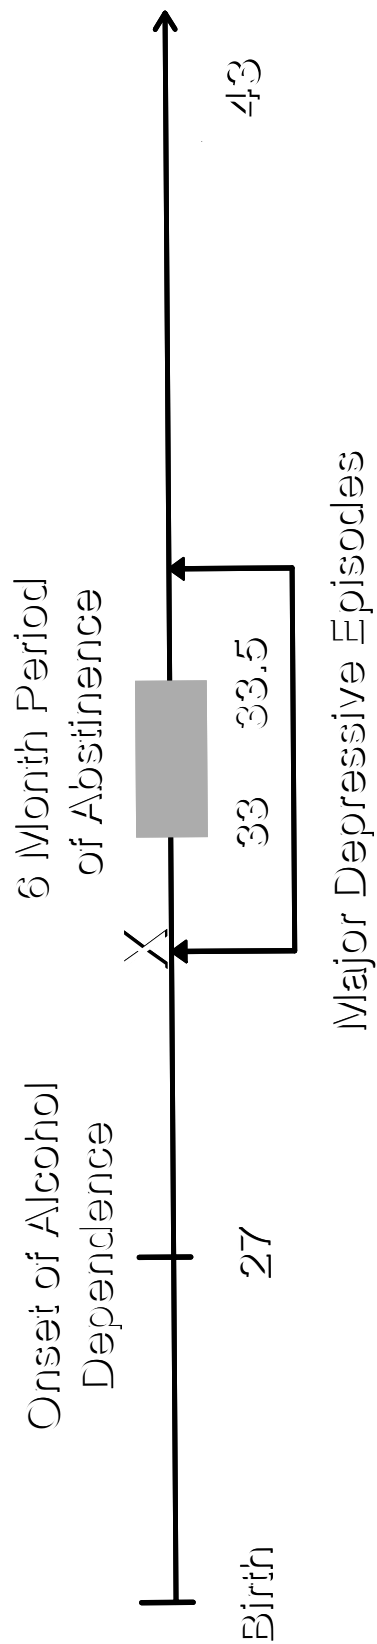 Onset of Alcohol
Dependence
6 Month Period
of Abstinence
X
Birth
27
33
33.5
43
Major Depressive Episodes